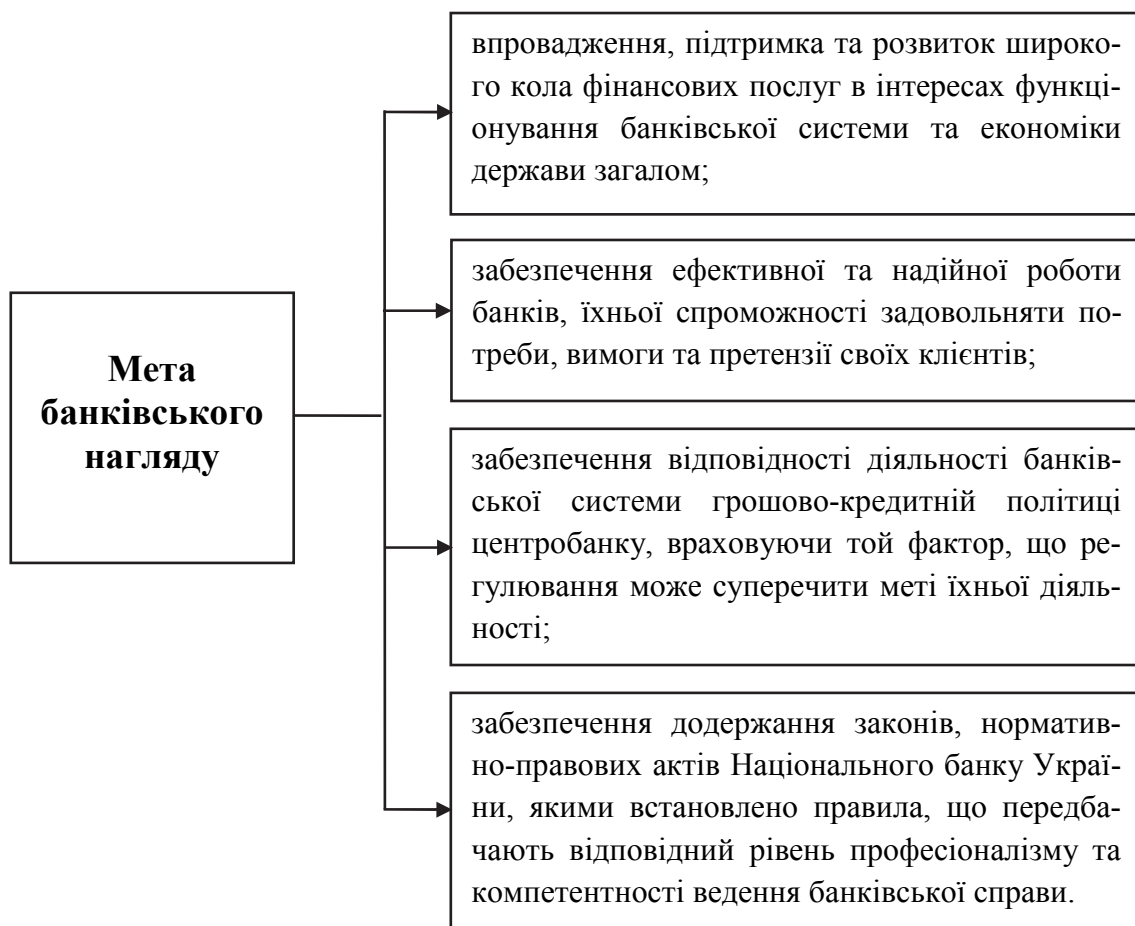 впровадження, підтримка та розвиток широко-
го кола фінансових послуг в інтересах функці-
онування банківської системи та економіки
держави загалом;
забезпечення ефективної та надійної роботи
банків, їхньої спроможності задовольняти по-
треби, вимоги та претензії своїх клієнтів;
Мета
банківського
нагляду
забезпечення відповідності діяльності банків-
ської системи грошово-кредитній політиці
центробанку, враховуючи той фактор, що ре-
гулювання може суперечити меті їхньої діяль-
ності;
забезпечення додержання законів, норматив-
но-правових актів Національного банку Украї-
ни, якими встановлено правила, що передба-
чають відповідний рівень професіоналізму та
компетентності ведення банківської справи.